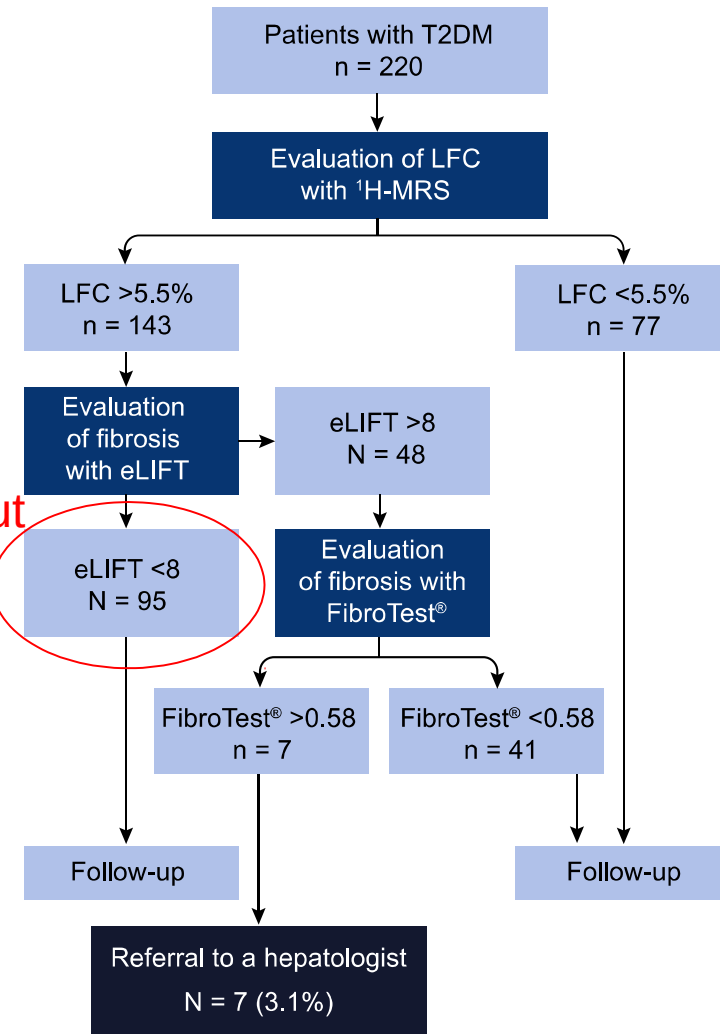 Patients with T2DM
n = 220
Evaluation of LFC
with ¹H-MRS
LFC >5.5%
n = 143
LFC <5.5%
n = 77
Evaluation
of fibrosis
with eLIFT
eLIFT >8
N = 48
ut
eLIFT <8
N = 95
Evaluation
of fibrosis with
FibroTest®
FibroTest® >0.58
n = 7
FibroTest® <0.58
n = 41
Follow-up
Follow-up
Referral to a hepatologist
N = 7 (3.1%)